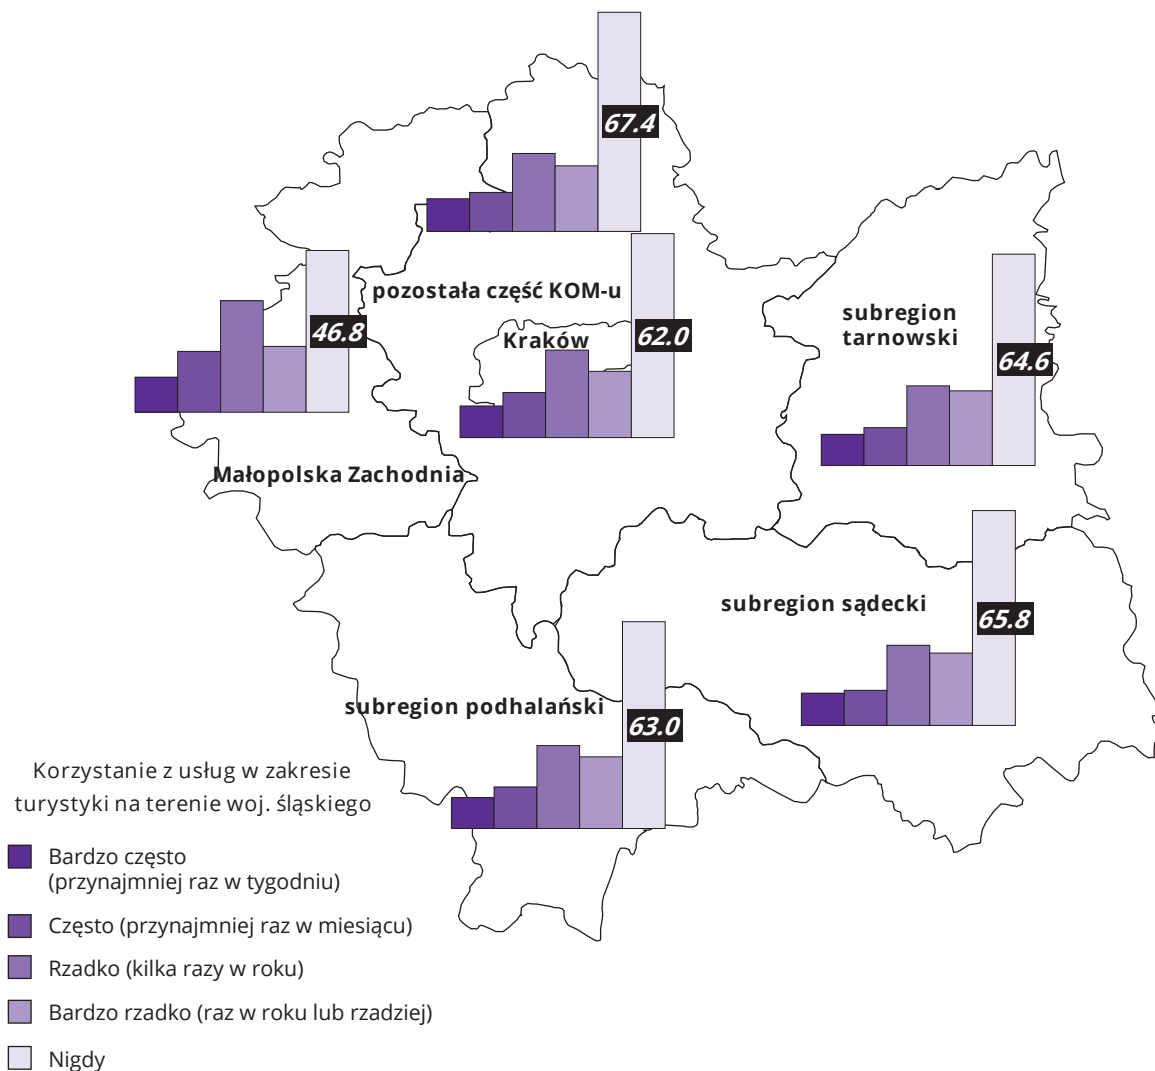 67.4
pozostała część KOM-u
46.8
Kraków
62.0
subregion
tarnowski
64.6
Małopolska Zachodnia
subregion sądecki
65.8
subregion podhalański
63.0
Korzystanie z usług w zakresie
turystyki na terenie woj. śląskiego
Bardzo często
(przynajmniej raz w tygodniu)
Często (przynajmniej raz w miesiącu)
Rzadko (kilka razy w roku)
Bardzo rzadko (raz w roku lub rzadziej)
Nigdy